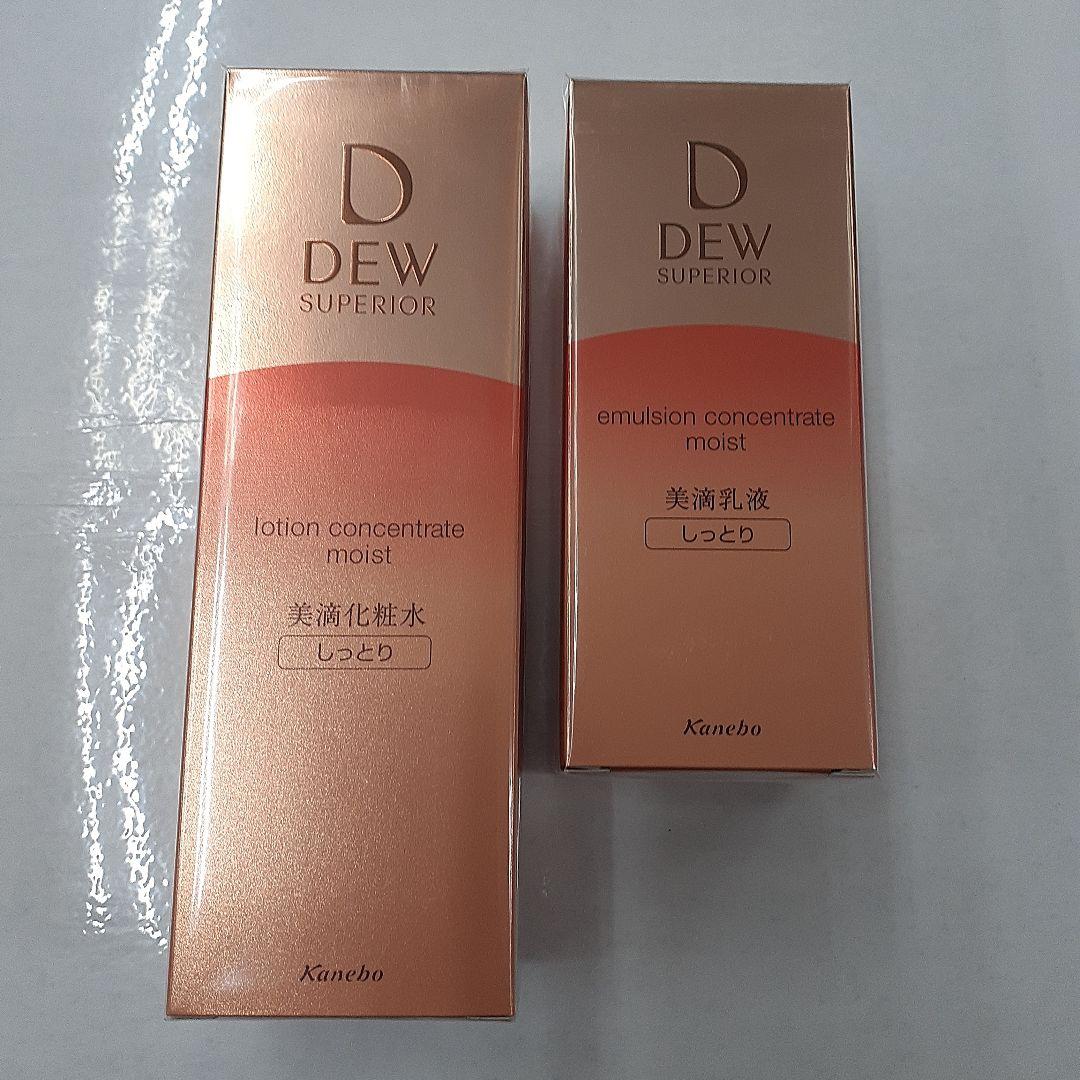 D
DEW
SUPERIOR
lotion concentrate
moist
美滴化粧水
しっとり
Kanebo
D
DEW
SUPERIOR
emulsion concentrate
moist
美滴乳液
しっとり
Kanebo